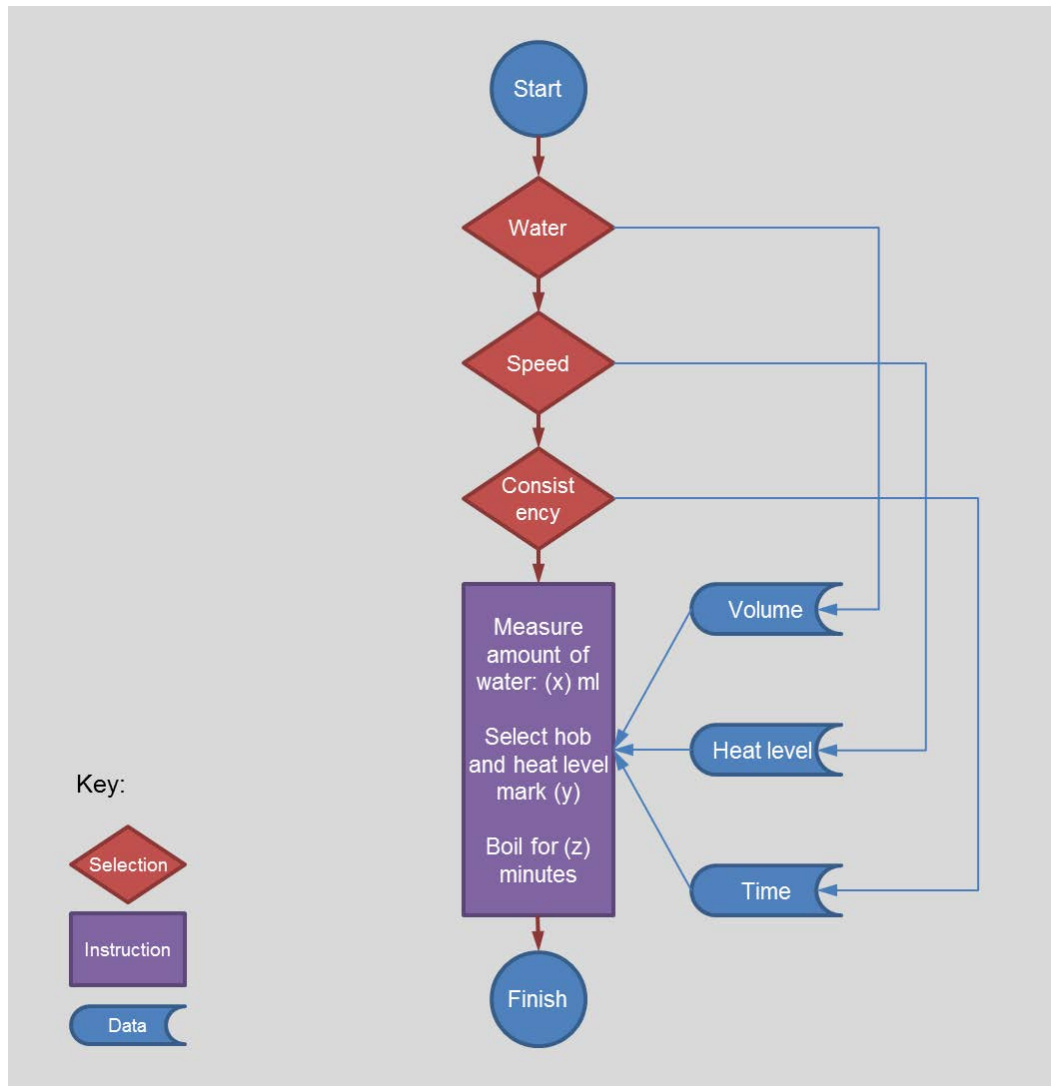 Start
Water
Speed
Consist
ency
Measure
amount of
water: (x) ml
Select hob
and heat level
mark (y)
Boil for (z)
minutes
Volume
Heat level
Time
Finish
Key:
Selection
Instruction
Data